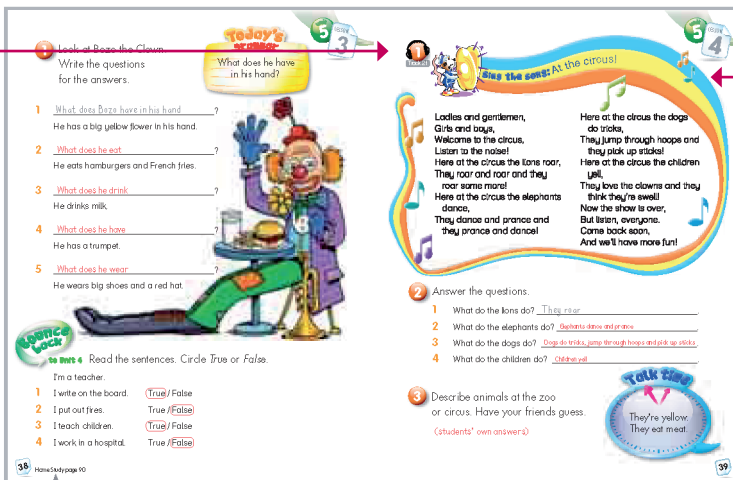 1 Look at Bozo the Clown.
Write the questions
for the answers.
Today's
grammar
What does he have
in his hand?
5
3
1 What does Bozo have in his hand?
He has a big yellow flower in his hand.
2 What does he eat?
He eats hamburgers and French fries.
3 What does he drink?
He drinks milk.
4 What does he have?
He has a trumpet.
5 What does he wear?
He wears big shoes and a red hat.
Bounce
back
to Unit 4 Read the sentences. Circle True or False.
I'm a teacher.
1 I write on the board. True / False
2 I put out fires. True / False
3 I teach children. True / False
4 I work in a hospital. True / False
38 Home Study page 90
5
4
1
Track 21
Sing the song: At the circus!
Ladies and gentlemen,
Girls and boys,
Welcome to the circus,
Listen to the noise!
Here at the circus the lions roar,
They roar and roar and they
roar some more!
Here at the circus the elephants
dance,
They dance and prance and
they prance and dance!
Here at the circus the dogs
do tricks,
They jump through hoops and
they pick up sticks!
Here at the circus the children
yell,
They love the clowns and they
think they're swell!
Now the show is over,
But listen, everyone.
Come back soon,
And we'll have more fun!
2 Answer the questions.
1 What do the lions do? They roar
2 What do the elephants do? Elephants dance and prance
3 What do the dogs do? Dogs do tricks, jump through hoops and pick up sticks
4 What do the children do? Children yell
3 Describe animals at the zoo
or circus. Have your friends guess.
(students' own answers)
Talk time
They're yellow.
They eat meat.
39